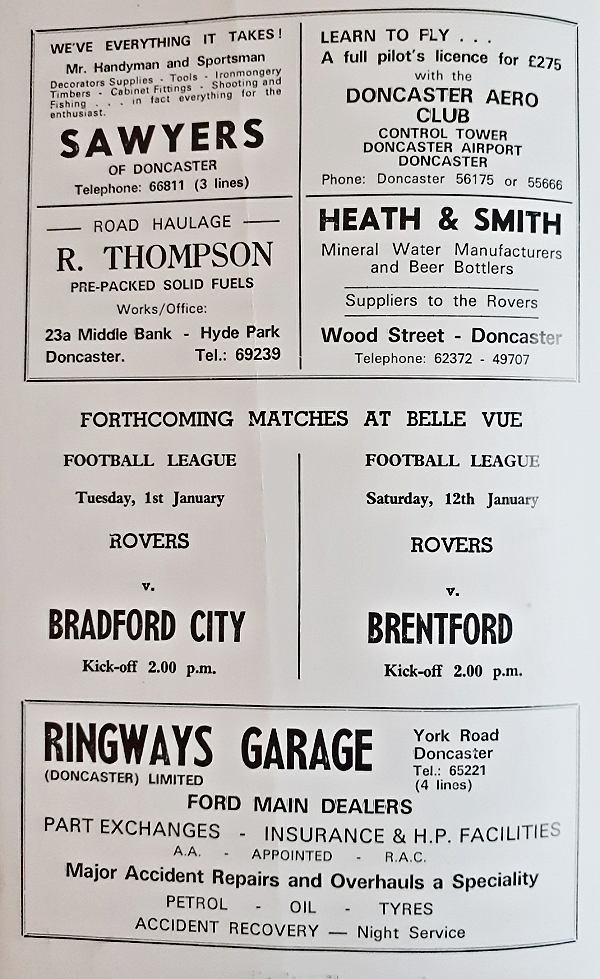 WE'VE EVERYTHING IT TAKES!
Mr. Handyman and Sportsman
Decorators Supplies - Tools - Ironmongery
Timbers - Cabinet Fittings - Shooting and
Fishing . . . in fact everything for the
enthusiast.
SAWYERS
OF DONCASTER
Telephone: 66811 (3 lines)
LEARN TO FLY . . .
A full pilot's licence for £275
with the
DONCASTER AERO
CLUB
CONTROL TOWER
DONCASTER AIRPORT
DONCASTER
Phone: Doncaster 56175 or 55666
ROAD HAULAGE
R. THOMPSON
PRE-PACKED SOLID FUELS
Works/Office:
23a Middle Bank - Hyde Park
Doncaster. Tel.: 69239
HEATH & SMITH
Mineral Water Manufacturers
and Beer Bottlers
Suppliers to the Rovers
Wood Street - Doncaster
Telephone: 62372 - 49707
FORTHCOMING MATCHES AT BELLE VUE
FOOTBALL LEAGUE
Tuesday, 1st January
ROVERS
v.
BRADFORD CITY
Kick-off 2.00 p.m.
FOOTBALL LEAGUE
Saturday, 12th January
ROVERS
v.
BRENTFORD
Kick-off 2.00 p.m.
RINGWAYS GARAGE
(DONCASTER) LIMITED
York Road
Doncaster
Tel.: 65221
(4 lines)
FORD MAIN DEALERS
PART EXCHANGES - INSURANCE & H.P. FACILITIES
A.A. - APPOINTED - R.A.C.
Major Accident Repairs and Overhauls a Speciality
PETROL - OIL - TYRES
ACCIDENT RECOVERY — Night Service